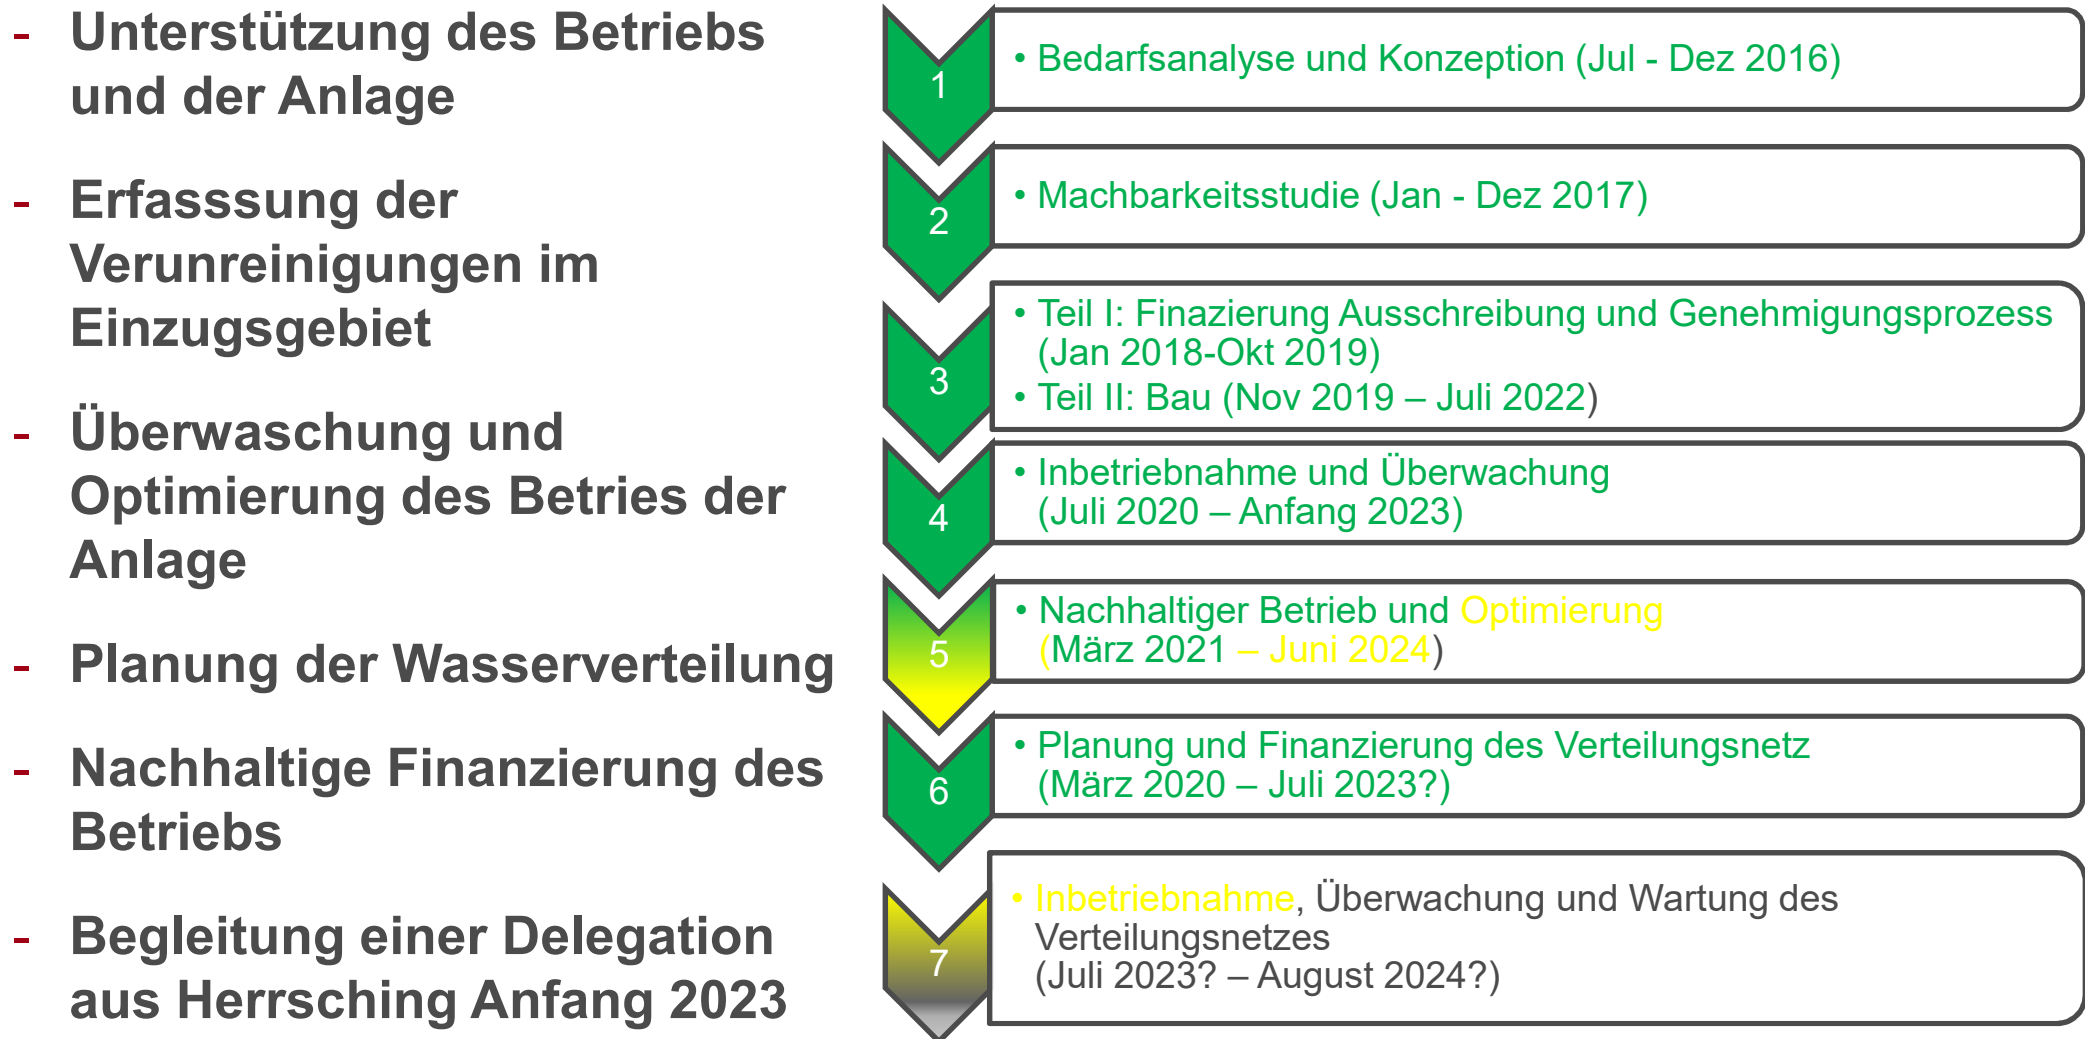 - Unterstützung des Betriebs
und der Anlage
- Erfasssung der
Verunreinigungen im
Einzugsgebiet
- Überwaschung und
Optimierung des Betries der
Anlage
- Planung der Wasserverteilung
- Nachhaltige Finanzierung des
Betriebs
- Begleitung einer Delegation
aus Herrsching Anfang 2023
1
• Bedarfsanalyse und Konzeption (Jul - Dez 2016)
2
• Machbarkeitsstudie (Jan - Dez 2017)
3
• Teil I: Finazierung Ausschreibung und Genehmigungsprozess
(Jan 2018-Okt 2019)
• Teil II: Bau (Nov 2019 – Juli 2022)
4
• Inbetriebnahme und Überwachung
(Juli 2020 – Anfang 2023)
5
• Nachhaltiger Betrieb und Optimierung
(März 2021 – Juni 2024)
6
• Planung und Finanzierung des Verteilungsnetz
(März 2020 – Juli 2023?)
7
• Inbetriebnahme, Überwachung und Wartung des
Verteilungsnetzes
(Juli 2023? – August 2024?)